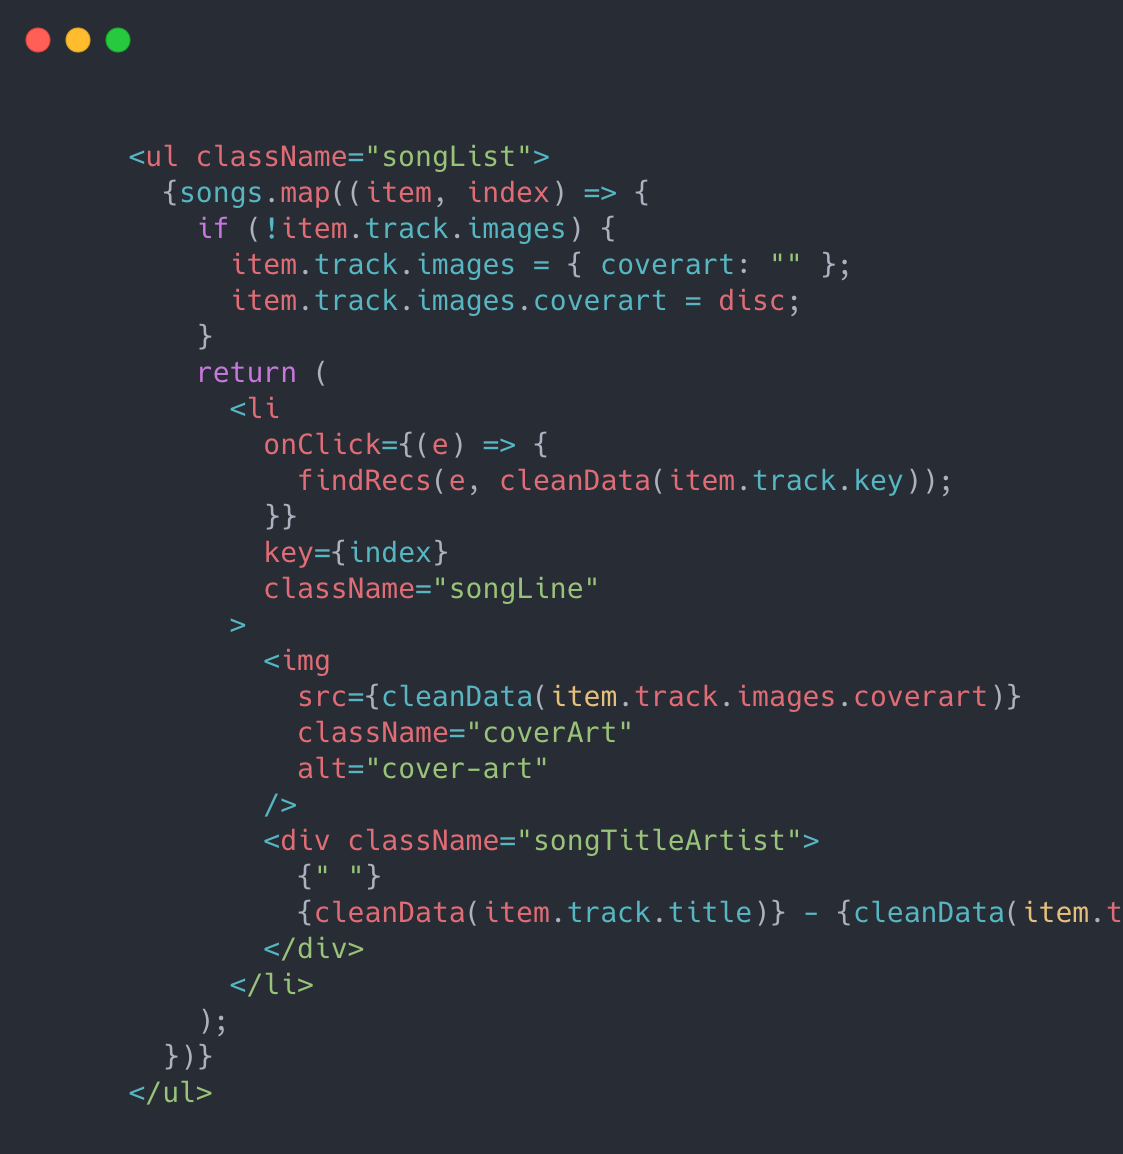 <ul className="songList">
{songs.map((item, index) => {
if (!item.track.images) {
item.track.images = { coverart: "" };
item.track.images.coverart = disc;
}
return (
<li
onClick={(e) => {
findRecs(e, cleanData(item.track.key));
}}
key={index}
className="songLine"
>
<img
src={cleanData(item.track.images.coverart)}
className="coverArt"
alt="cover-art"
/>
<div className="songTitleArtist">
{" "}
{cleanData(item.track.title)} - {cleanData(item.t
</div>
</li>
);
})}
</ul>